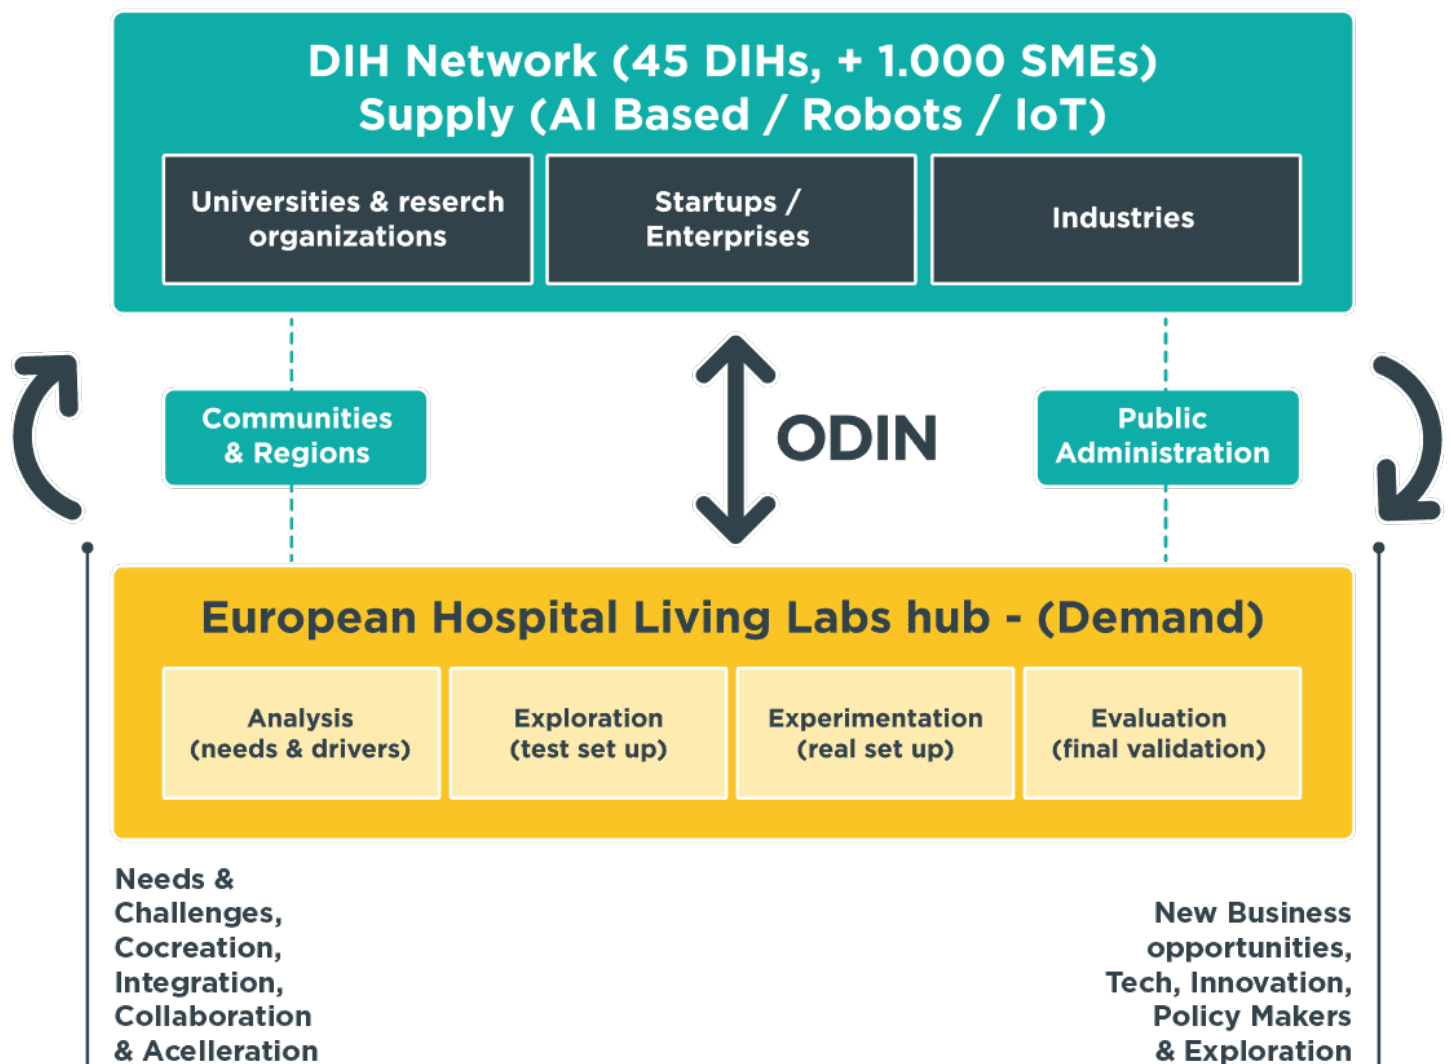 DIH Network (45 DIHs, + 1.000 SMEs)
Supply (AI Based / Robots / IoT)
Universities & reserch
organizations
Startups /
Enterprises
Industries
Communities
& Regions
ODIN
Public
Administration
European Hospital Living Labs hub - (Demand)
Analysis
(needs & drivers)
Exploration
(test set up)
Experimentation
(real set up)
Evaluation
(final validation)
Needs &
Challenges,
Cocreation,
Integration,
Collaboration
& Acelleration
New Business
opportunities,
Tech, Innovation,
Policy Makers
& Exploration